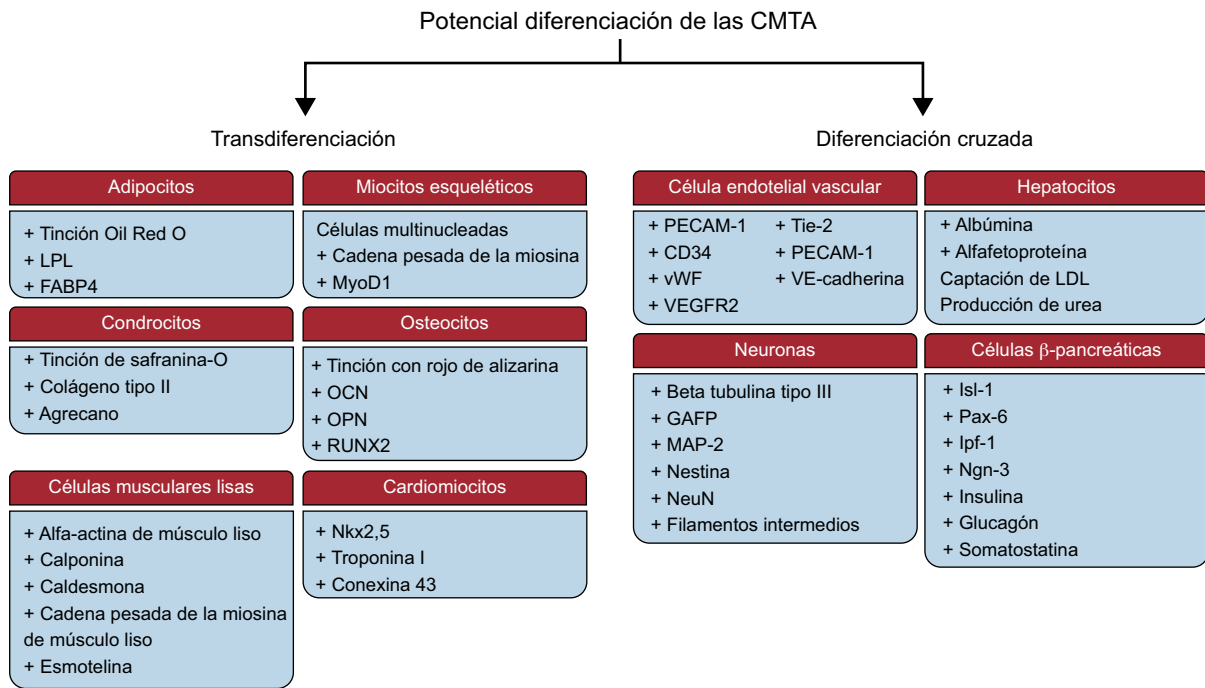 Potencial diferenciación de las CMTA
Transdiferenciación
Adipocitos
+ Tinción Oil Red O
+ LPL
+ FABP4
Miocitos esqueléticos
Células multinucleadas
+ Cadena pesada de la miosina
+ MyoD1
Condrocitos
+ Tinción de safranina-O
+ Colágeno tipo II
+ Agrecano
Osteocitos
+ Tinción con rojo de alizarina
+ OCN
+ OPN
+ RUNX2
Células musculares lisas
+ Alfa-actina de músculo liso
+ Calponina
+ Caldesmona
+ Cadena pesada de la miosina
de músculo liso
+ Esmotelina
Cardiomiocitos
+ Nkx2,5
+ Troponina I
+ Conexina 43
Diferenciación cruzada
Célula endotelial vascular
+ PECAM-1
+ CD34
+ vWF
+ VEGFR2
+ Tie-2
+ PECAM-1
+ VE-cadherina
Hepatocitos
+ Albúmina
+ Alfafetoproteína
Captación de LDL
Producción de urea
Neuronas
+ Beta tubulina tipo III
+ GAFP
+ MAP-2
+ Nestina
+ NeuN
+ Filamentos intermedios
Células β-pancreáticas
+ Isl-1
+ Pax-6
+ Ipf-1
+ Ngn-3
+ Insulina
+ Glucagón
+ Somatostatina